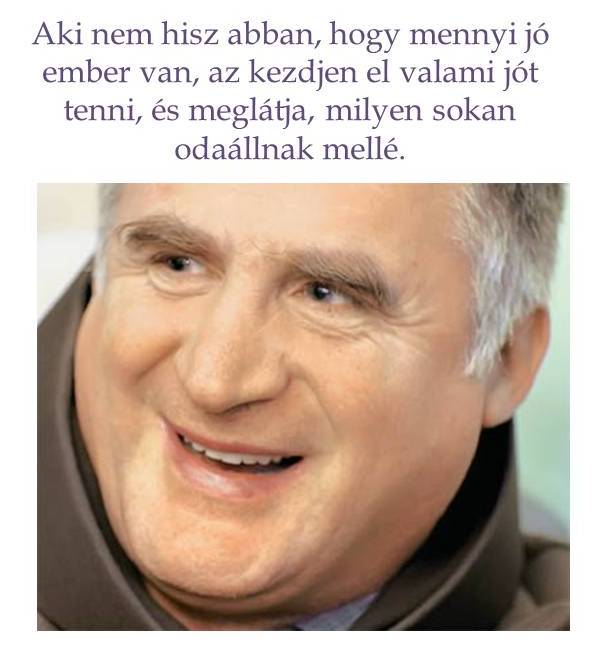 Aki nem hisz abban, hogy mennyi jó
ember van, az kezdjen el valami jót
tenni, és meglátja, milyen sokan
odaállnak mellé.